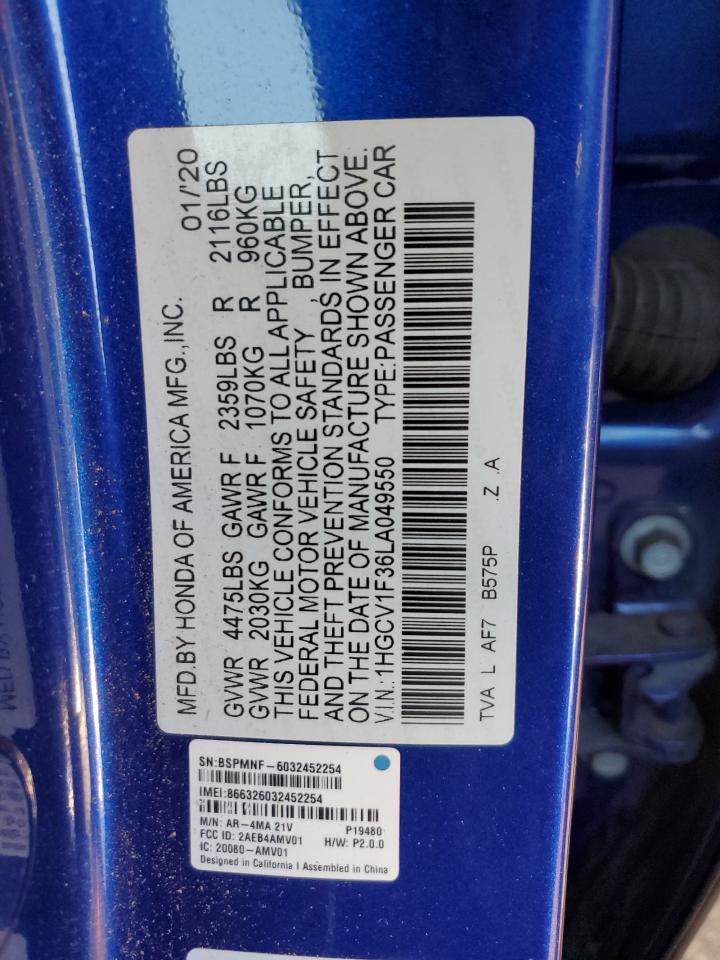 MFD.BY HONDA OF AMERICA MFG.,INC. 01/'20
GVWR 4475LBS GAWR F 2359LBS R 2116LBS
GVWR 2030KG GAWR F 1070KG R 960KG
THIS VEHICLE CONFORMS TO ALL APPLICABLE
FEDERAL MOTOR VEHICLE SAFETY , BUMPER,
AND THEFT PREVENTION STANDARDS IN EFFECT
ON THE DATE OF MANUFACTURE SHOWN ABOVE.
V.I.N.:1HGCV1F36LA049550 TYPE:PASSENGER CAR
TVA L AF7 B575P .Z .A
SN:BSPMNF-6032452254
IMEI:866326032452254
M/N: AR-4MA 21V P19480
FCC ID: 2AEB4AMV01 H/W: P2.0.0
IC: 20080-AMV01
Designed in California I Assembled in China